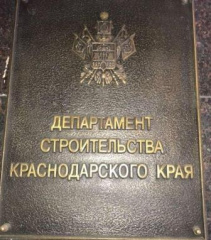 ДЕПАРТАМЕНТ
СТРОИТЕЛЬСТВА
КРАСНОДАРСКОГО КРАЯ